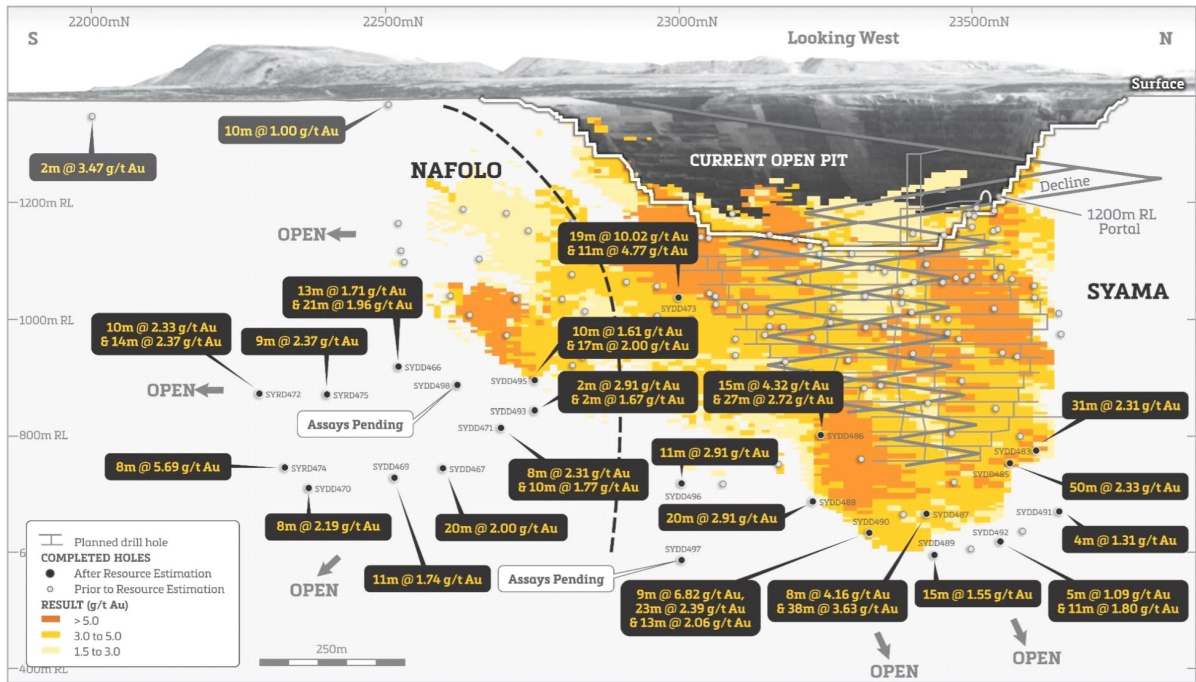 22000mN
22500mN
23000mN
23500mN
S
Looking West
N
Surface
10m @ 1.00 g/t Au
2m @ 3.47 g/t Au
NAFOLO
CURRENT OPEN PIT
Decline
1200m RL
1200m RL
Portal
OPEN
19m @ 10.02 g/t Au
& 11m @ 4.77 g/t Au
SYDD473
SYAMA
13m @ 1.71 g/t Au
& 21m @ 1.96 g/t Au
1000m RL
10m @ 2.33 g/t Au
& 14m @ 2.37 g/t Au
9m @ 2.37 g/t Au
10m @ 1.61 g/t Au
& 17m @ 2.00 g/t Au
SYDD466
SYDD498
SYDD495
OPEN
SYRD472
SYRD475
2m @ 2.91 g/t Au
& 2m @ 1.67 g/t Au
15m @ 4.32 g/t Au
& 27m @ 2.72 g/t Au
31m @ 2.31 g/t Au
Assays Pending
SYDD493
SYDD471
800m RL
SYDD486
SYDD483
11m @ 2.91 g/t Au
8m @ 5.69 g/t Au
SYRD474
SYDD469
SYDD467
8m @ 2.31 g/t Au
& 10m @ 1.77 g/t Au
SYDD485
50m @ 2.33 g/t Au
SYDD470
SYDD496
SYDD488
8m @ 2.19 g/t Au
20m @ 2.00 g/t Au
20m @ 2.91 g/t Au
SYDD490
SYDD487
SYDD491
SYDD492
SYDD489
4m @ 1.31 g/t Au
Planned drill hole
COMPLETED HOLES
After Resource Estimation
Prior to Resource Estimation
RESULT (g/t Au)
> 5.0
3.0 to 5.0
1.5 to 3.0
6
OPEN
11m @ 1.74 g/t Au
SYDD497
Assays Pending
9m @ 6.82 g/t Au,
23m @ 2.39 g/t Au
& 13m @ 2.06 g/t Au
8m @ 4.16 g/t Au
& 38m @ 3.63 g/t Au
15m @ 1.55 g/t Au
5m @ 1.09 g/t Au
& 11m @ 1.80 g/t Au
250m
OPEN
OPEN
400m RL